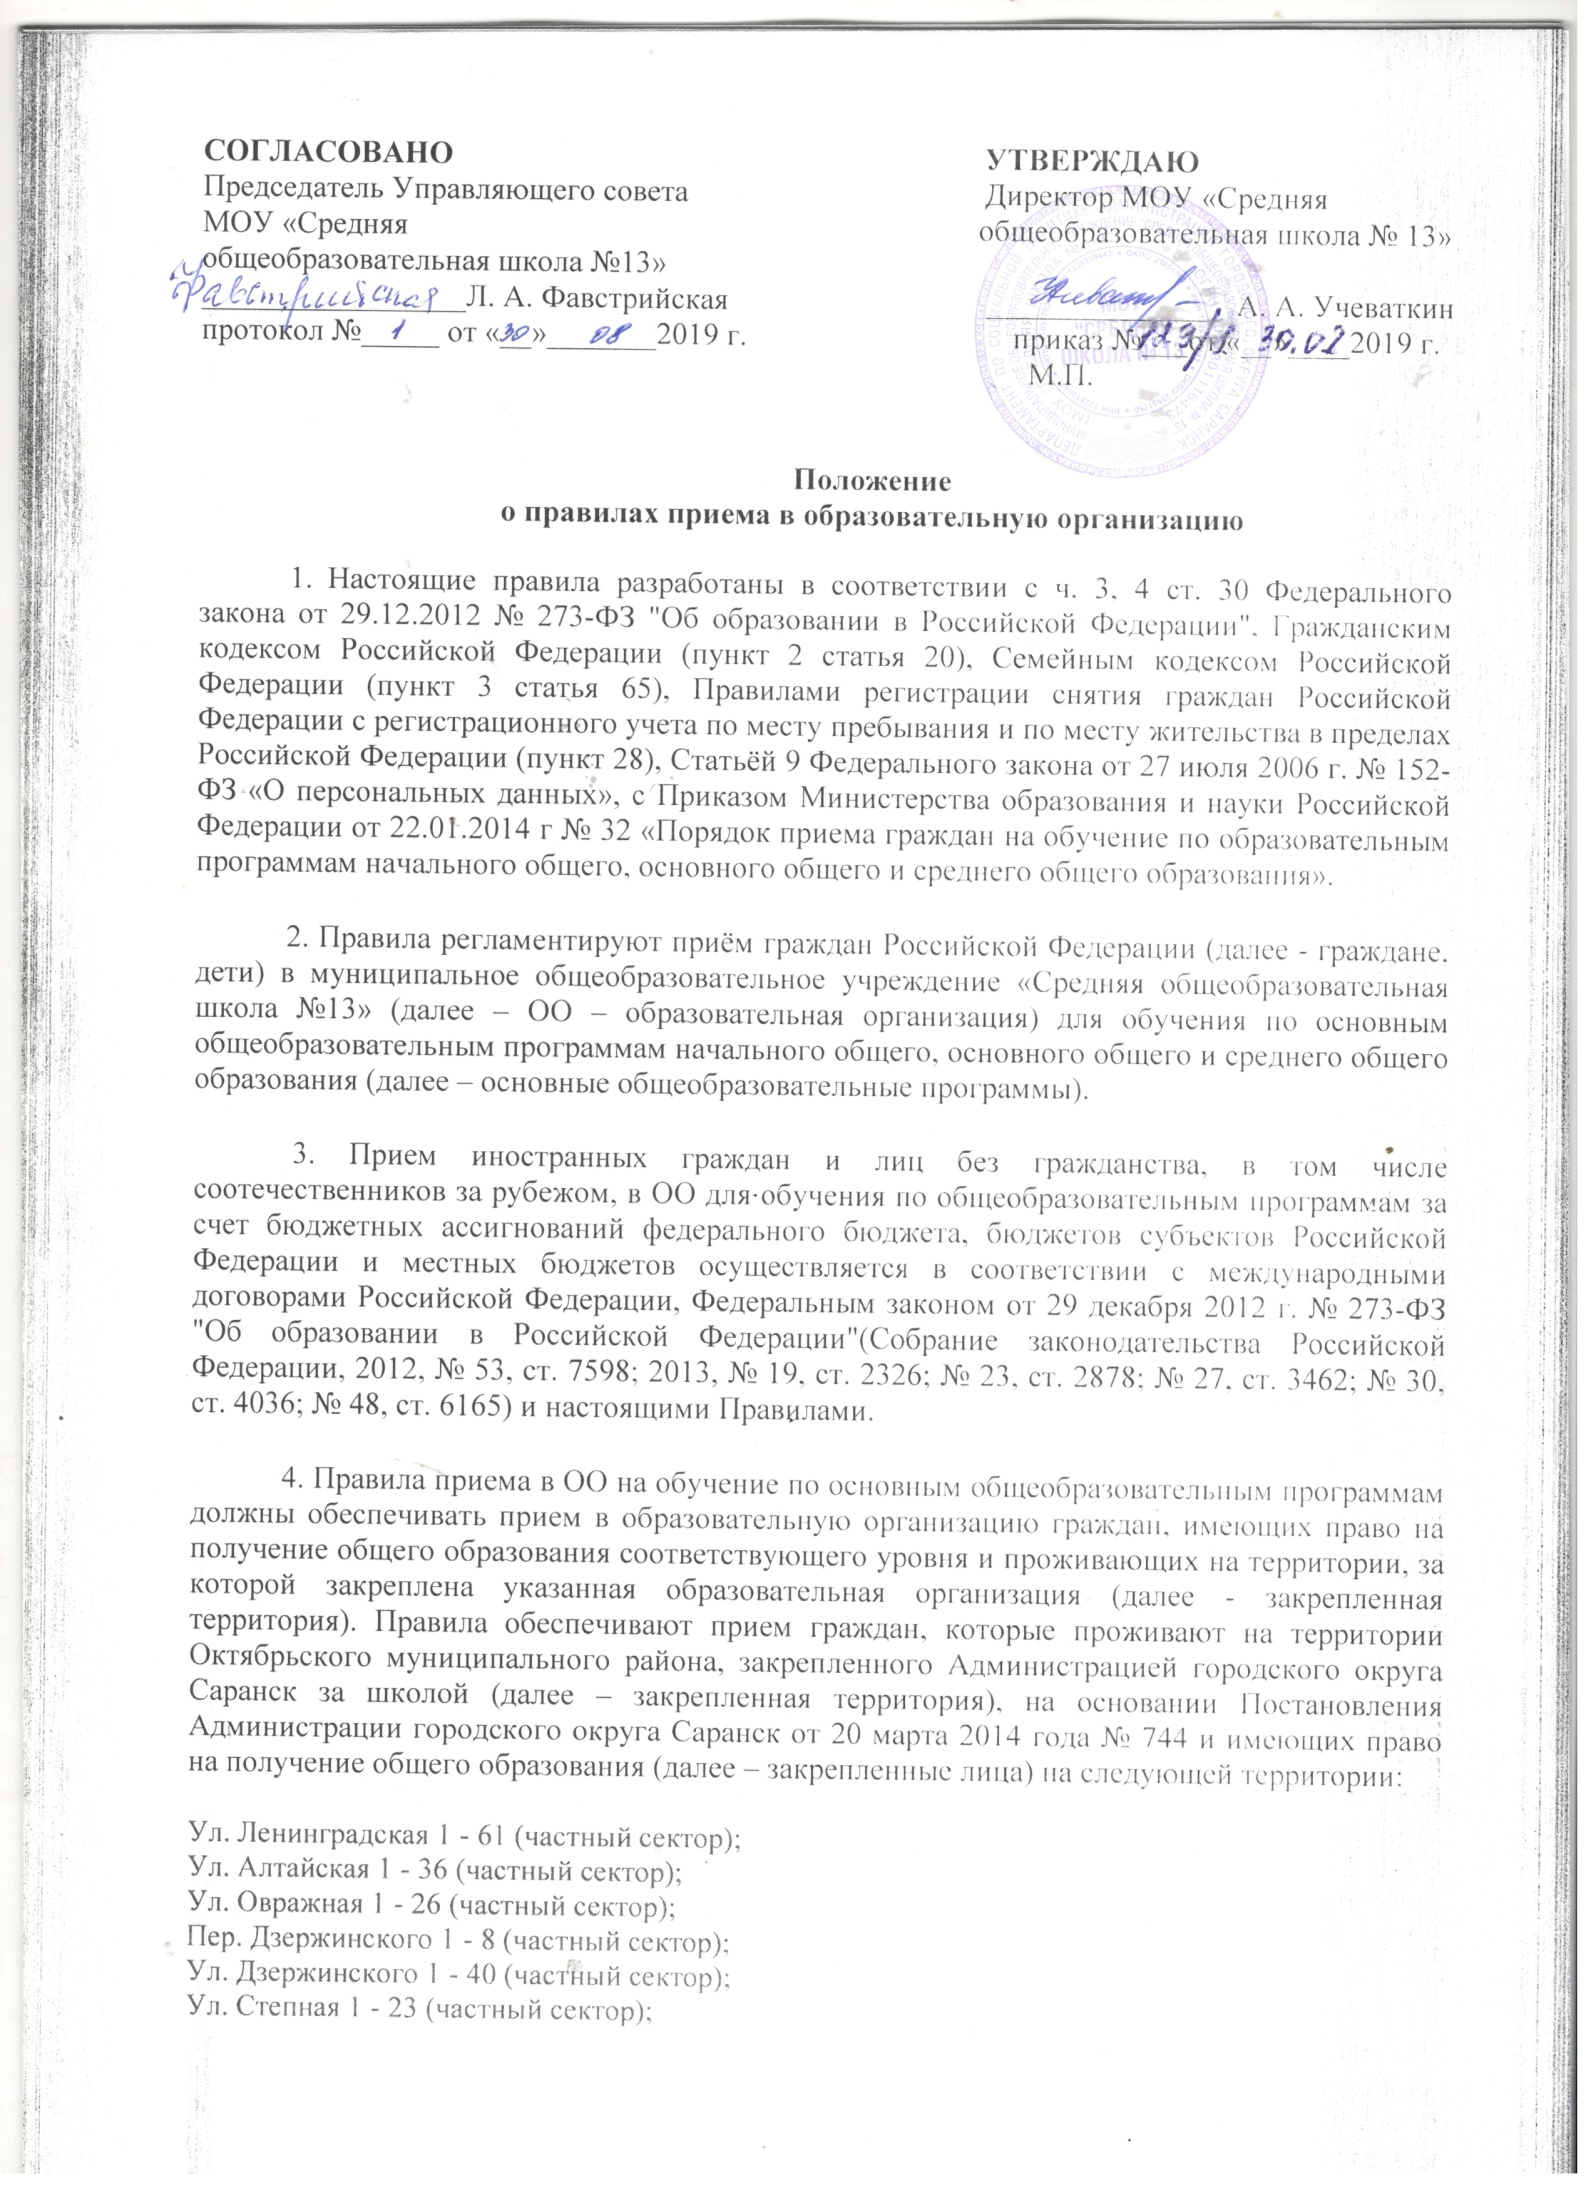 СОГЛАСОВАНО
Председатель Управляющего совета
МОУ «Средняя
общеобразовательная школа №13»
Фавстрийская Л. А. Фавстрийская
протокол № 1 от «30» 08 2019 г.
УТВЕРЖДАЮ
Директор МОУ «Средняя
общеобразовательная школа № 13»
А. А. Учеваткин
приказ № 123/1 от « 30.08 2019 г.
М.П.
Положение
о правилах приема в образовательную организацию
1. Настоящие правила разработаны в соответствии с ч. 3, 4 ст. 30 Федерального
закона от 29.12.2012 № 273-ФЗ "Об образовании в Российской Федерации", Гражданским
кодексом Российской Федерации (пункт 2 статья 20), Семейным кодексом Российской
Федерации (пункт 3 статья 65), Правилами регистрации снятия граждан Российской
Федерации с регистрационного учета по месту пребывания и по месту жительства в пределах
Российской Федерации (пункт 28), Статьёй 9 Федерального закона от 27 июля 2006 г. № 152-
ФЗ «О персональных данных», с Приказом Министерства образования и науки Российской
Федерации от 22.01.2014 г № 32 «Порядок приема граждан на обучение по образовательным
программам начального общего, основного общего и среднего общего образования».
2. Правила регламентируют приём граждан Российской Федерации (далее - граждане,
дети) в муниципальное общеобразовательное учреждение «Средняя общеобразовательная
школа №13» (далее – ОО – образовательная организация) для обучения по основным
общеобразовательным программам начального общего, основного общего и среднего общего
образования (далее – основные общеобразовательные программы).
3. Прием иностранных граждан и лиц без гражданства, в том числе
соотечественников за рубежом, в ОО для обучения по общеобразовательным программам за
счет бюджетных ассигнований федерального бюджета, бюджетов субъектов Российской
Федерации и местных бюджетов осуществляется в соответствии с международными
договорами Российской Федерации, Федеральным законом от 29 декабря 2012 г. № 273-ФЗ
"Об образовании в Российской Федерации"(Собрание законодательства Российской
Федерации, 2012, № 53, ст. 7598; 2013, № 19, ст. 2326; № 23, ст. 2878; № 27, ст. 3462; № 30,
ст. 4036; № 48, ст. 6165) и настоящими Правилами.
4. Правила приема в ОО на обучение по основным общеобразовательным программам
должны обеспечивать прием в образовательную организацию граждан, имеющих право на
получение общего образования соответствующего уровня и проживающих на территории, за
которой закреплена указанная образовательная организация (далее - закрепленная
территория). Правила обеспечивают прием граждан, которые проживают на территории
Октябрьского муниципального района, закрепленного Администрацией городского округа
Саранск за школой (далее – закрепленная территория), на основании Постановления
Администрации городского округа Саранск от 20 марта 2014 года № 744 и имеющих право
на получение общего образования (далее – закрепленные лица) на следующей территории:
Ул. Ленинградская 1 - 61 (частный сектор);
Ул. Алтайская 1 - 36 (частный сектор);
Ул. Овражная 1 - 26 (частный сектор);
Пер. Дзержинского 1 - 8 (частный сектор);
Ул. Дзержинского 1 - 40 (частный сектор);
Ул. Степная 1 - 23 (частный сектор);